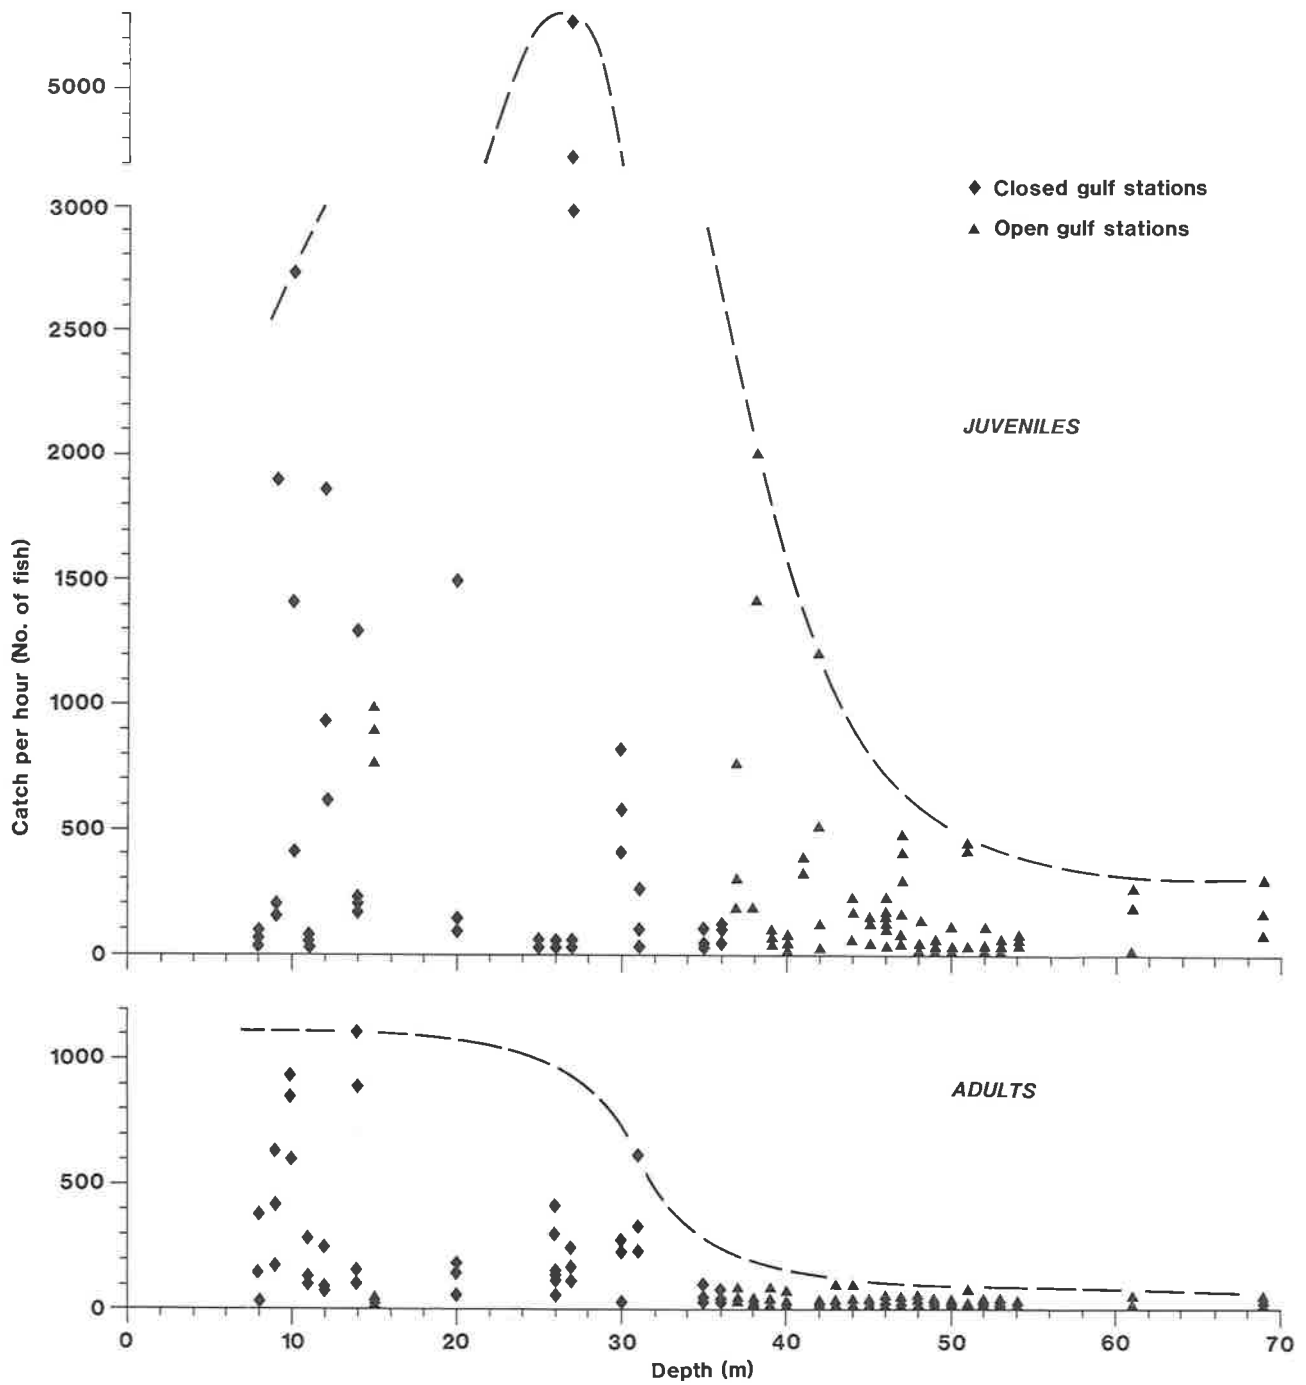 5000
3000
2500
2000
1500
1000
500
0
Closed gulf stations
Open gulf stations
JUVENILES
Catch per hour (No. of fish)
1000
500
0
ADULTS
0 10 20 30 40 50 60 70
Depth (m)